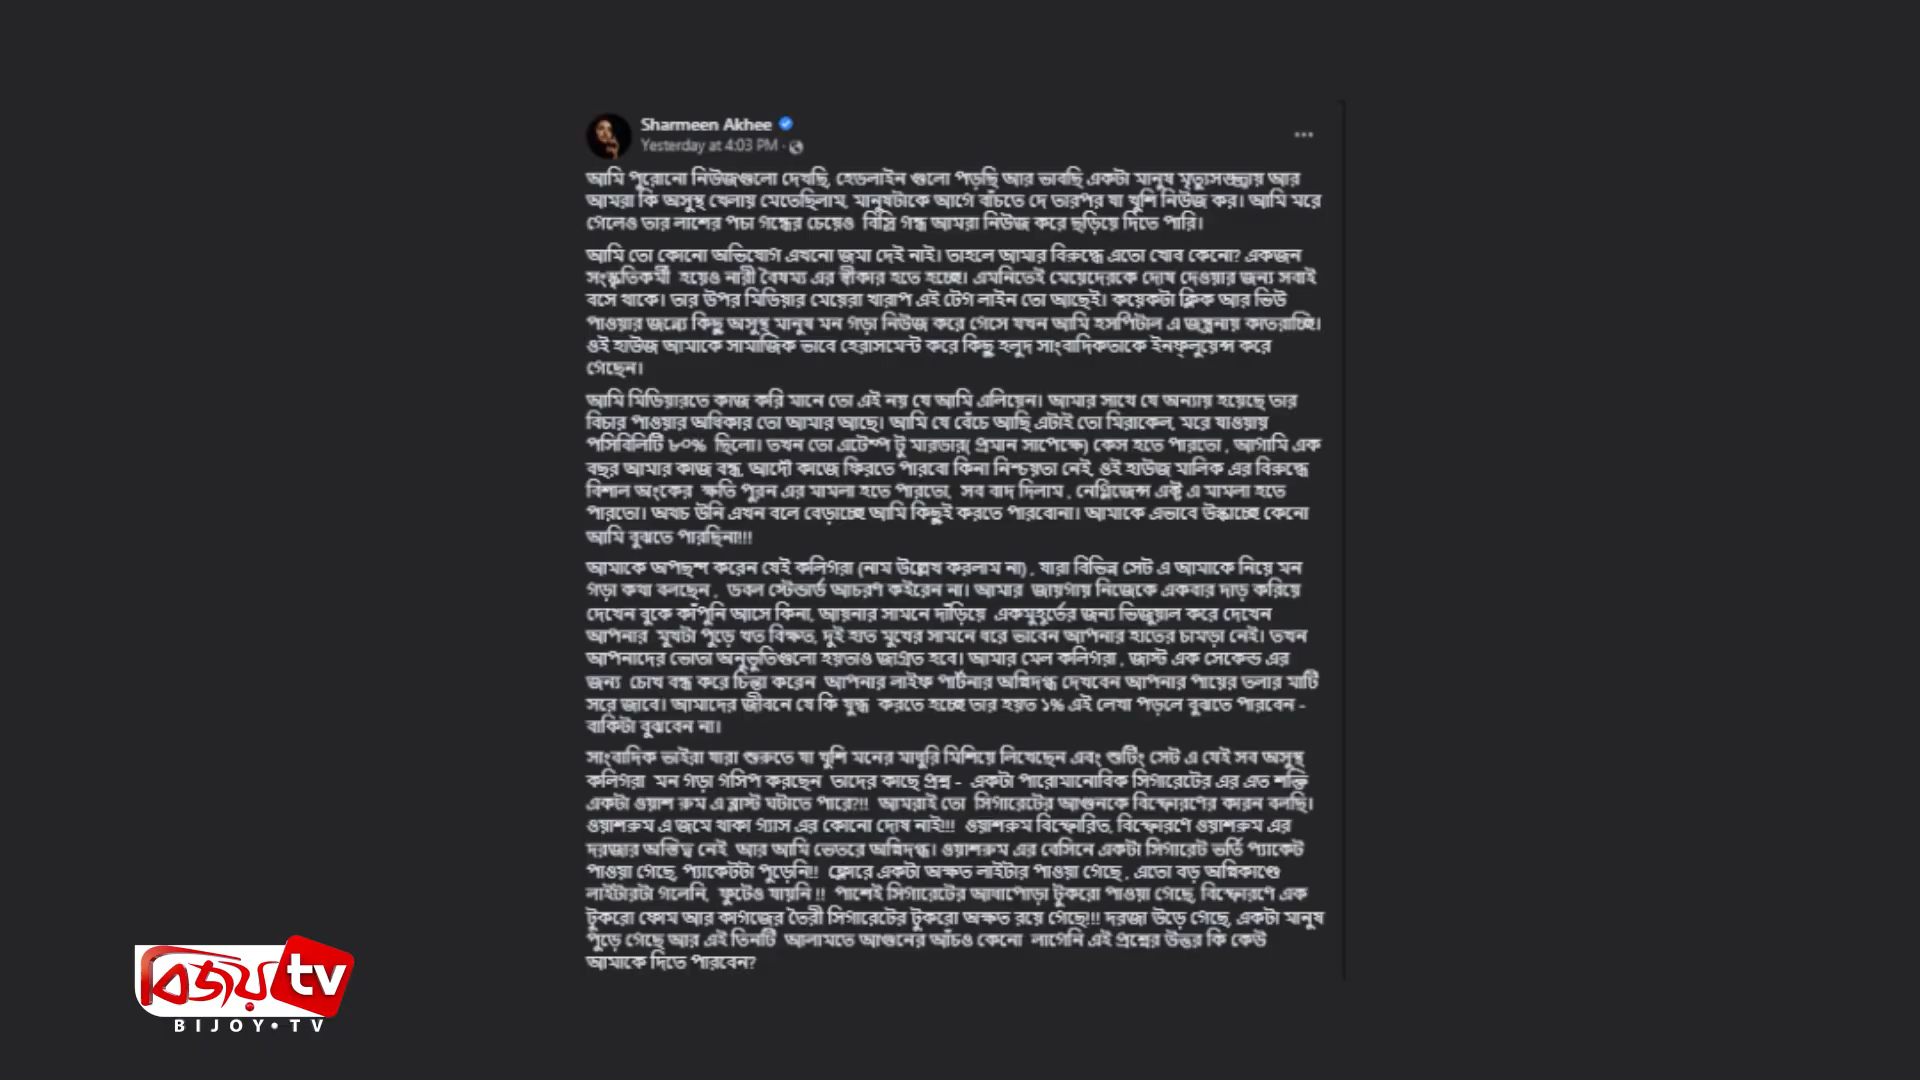 Sharmeen Akhee
Yesterday at 4:03 PM ·
আমি পুরোনো নিউজগুলো দেখছি, হেডলাইন গুলো পড়ছি আর ভাবছি একটা মানুষ মৃত্যুসজ্জায় আর
আমরা কি অসুস্থ খেলায় মেতেছিলাম, মানুষটাকে আগে বাঁচতে দে তারপর যা খুশি নিউজ কর। আমি মরে
গেলেও তার লাশের পচা গন্ধের চেয়েও বিস্রি গন্ধ আমরা নিউজ করে ছড়িয়ে দিতে পারি।
আমি তো কোনো অভিযোগ এখনো জমা দেই নাই। তাহলে আমার বিরুদ্ধে এতো খোব কেনো? একজন
সংস্কৃতিকর্মী হয়েও নারী বৈষম্য এর স্বীকার হতে হচ্ছে। এমনিতেই মেয়েদেরকে দোষ দেওয়ার জন্য সবাই
বসে থাকে। তার উপর মিডিয়ার মেয়েরা খারাপ এই টেগ লাইন তো আছেই। কয়েকটা ক্লিক আর ভিউ
পাওয়ার জন্যে কিছু অসুস্থ মানুষ মন গড়া নিউজ করে গেসে যখন আমি হসপিটাল এ জন্ত্রনায় কাতরাচ্ছি।
ওই হাউজ আমাকে সামাজিক ভাবে হেরাসমেন্ট করে কিছু হলুদ সাংবাদিকতাকে ইনফ্লুয়েন্স করে
গেছেন।
আমি মিডিয়ারতে কাজ করি মানে তো এই নয় যে আমি এলিয়েন। আমার সাথে যে অন্যায় হয়েছে তার
বিচার পাওয়ার অধিকার তো আমার আছে। আমি যে বেঁচে আছি এটাই তো মিরাকেল, মরে যাওয়ায়
পসিবিলিটি ৮০% ছিলো। তখন তো এটেম্প টু মারডার( প্রমান সাপেক্ষে) কেস হতে পারতো , আগামি এক
বছর আমার কাজ বন্ধ, আদৌ কাজে ফিরতে পারবো কিনা নিশ্চয়তা নেই, ওই হাউজ মালিক এর বিরুদ্ধে
বিশাল অংকের ক্ষতি পুরন এর মামলা হতে পারতো, সব বাদ দিলাম , নেগ্লিজেন্স এক্ট এ মামলা হতে
পারতো। অথচ উনি এখন বলে বেড়াচ্ছে আমি কিছুই করতে পারবোনা। আমাকে এভাবে উস্কাচ্ছে কেনো
আমি বুঝতে পারছিনা!!!
আমাকে অপছন্দ করেন যেই কলিগরা (নাম উল্লেখ করলাম না) , যারা বিভিন্ন সেট এ আমাকে নিয়ে মন
গড়া কথা বলছেন , ডবল স্টেন্ডার্ড আচরণ কইরেন না। আমার জায়গায় নিজেকে একবার দাড় করিয়ে
দেখেন বুকে কাঁপুনি আসে কিনা, আয়নার সামনে দাঁড়িয়ে একমুহূর্তের জন্য ভিজুয়াল করে দেখেন
আপনার মুখটা পুড়ে খত বিক্ষত, দুই হাত মুখের সামনে ধরে ভাবেন আপনার হাতের চামড়া নেই। তখন
আপনাদের ভোতা অনুভূতিগুলো হয়তাও জাগ্রত হবে। আমার মেল কলিগরা , জাস্ট এক সেকেন্ড এর
জন্য চোখ বন্ধ করে চিন্তা করেন আপনার লাইফ পার্টনার অগ্নিদগ্ধ দেখবেন আপনার পায়ের তলার মাটি
সরে জাবে। আমাদের জীবনে যে কি যুদ্ধ করতে হচ্ছে তার হয়ত ১% এই লেখা পড়লে বুঝতে পারবেন -
বাকিটা বুঝবেন না।
সাংবাদিক ভাইরা যারা শুরুতে যা খুশি মনের মাধুরি মিশিয়ে লিখেছেন এবং শুটিং সেট এ যেই সব অসুস্থ
কলিগরা মন গড়া গসিপ করছেন তাদের কাছে প্রশ্ন - একটা পারোমানোবিক সিগারেটের এর এত শক্তি
একটা ওয়াশ রুম এ ব্লাস্ট ঘটাতে পারে?!! আমরাই তো সিগারেটের আগুনকে বিস্ফোরণের কারন বলছি।
ওয়াশরুম এ জমে থাকা গ্যাস এর কোনো দোষ নাই!!! ওয়াশরুম বিস্ফোরিত, বিস্ফোরণে ওয়াশরুম এর
দরজার অস্তিত্ব নেই আর আমি ভেতরে অগ্নিদগ্ধ। ওয়াশরুম এর বেসিনে একটা সিগারেট ভর্তি প্যাকেট
পাওয়া গেছে, প্যাকেটটা পুড়েনি!! ফ্লোরে একটা অক্ষত লাইটার পাওয়া গেছে , এতো বড় অগ্নিকাণ্ডে
লাইটারটা গলেনি, ফুটেও যায়নি !! পাশেই সিগারেটের আধাপোড়া টুকরো পাওয়া গেছে, বিস্ফোরণে এক
টুকরো ফোম আর কাগজের তৈরী সিগারেটের টুকরো অক্ষত রয়ে গেছে!!! দরজা উড়ে গেছে, একটা মানুষ
পুড়ে গেছে আর এই তিনটি আলামতে আগুনের আঁচও কেনো লাগেনি এই প্রশ্নের উত্তর কি কেউ
আমাকে দিতে পারবেন?
বিজয় tv
BIJOY • TV